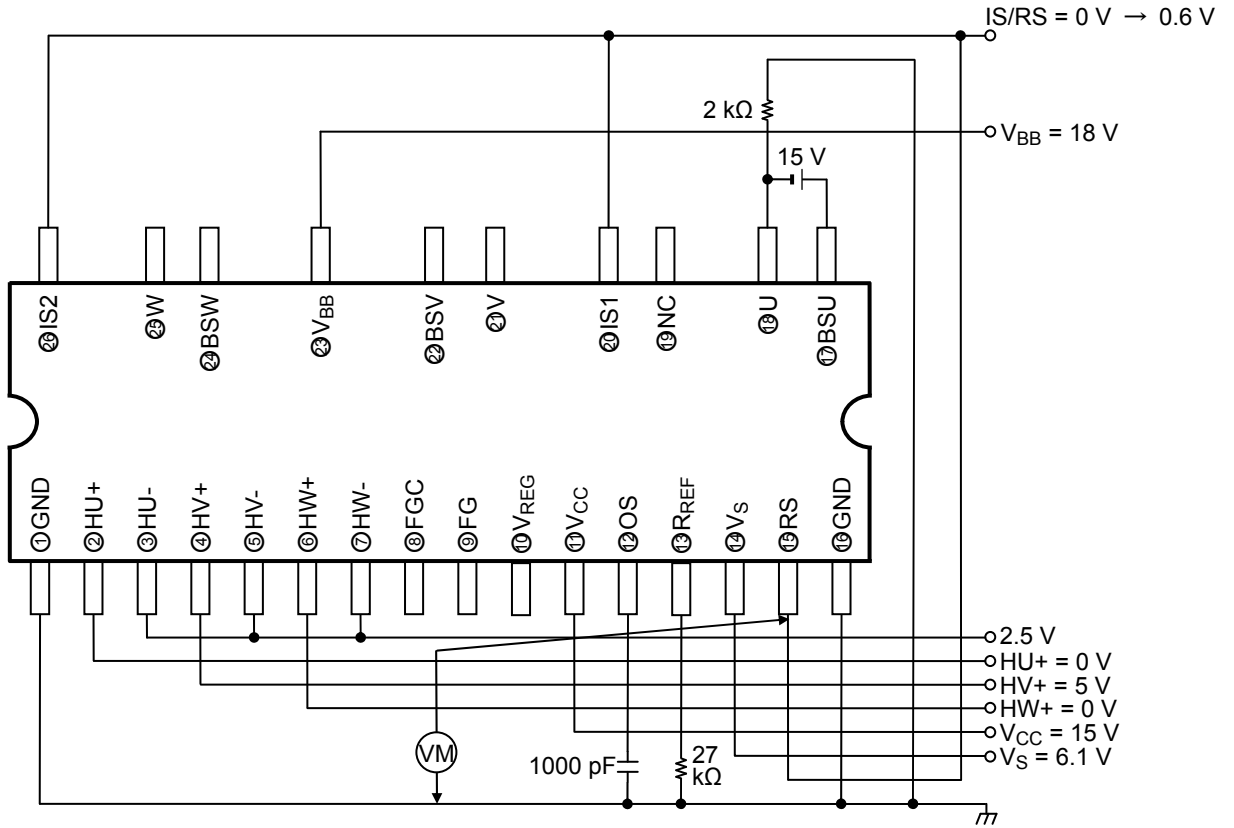 IS/RS = 0 V → 0.6 V
2 kΩ
V_BB = 18 V
15 V
㉖IS2
㉕W
㉔BSW
㉓V_BB
㉒BSV
㉑V
⑳IS1
⑲NC
⑱U
⑰BSU
①GND
②HU+
③HU-
④HV+
⑤HV-
⑥HW+
⑦HW-
⑧FGC
⑨FG
⑩V_REG
⑪V_CC
⑫OS
⑬R_REF
⑭V_S
⑮RS
⑯GND
2.5 V
HU+ = 0 V
HV+ = 5 V
HW+ = 0 V
V_CC = 15 V
V_S = 6.1 V
VM
1000 pF
27
kΩ